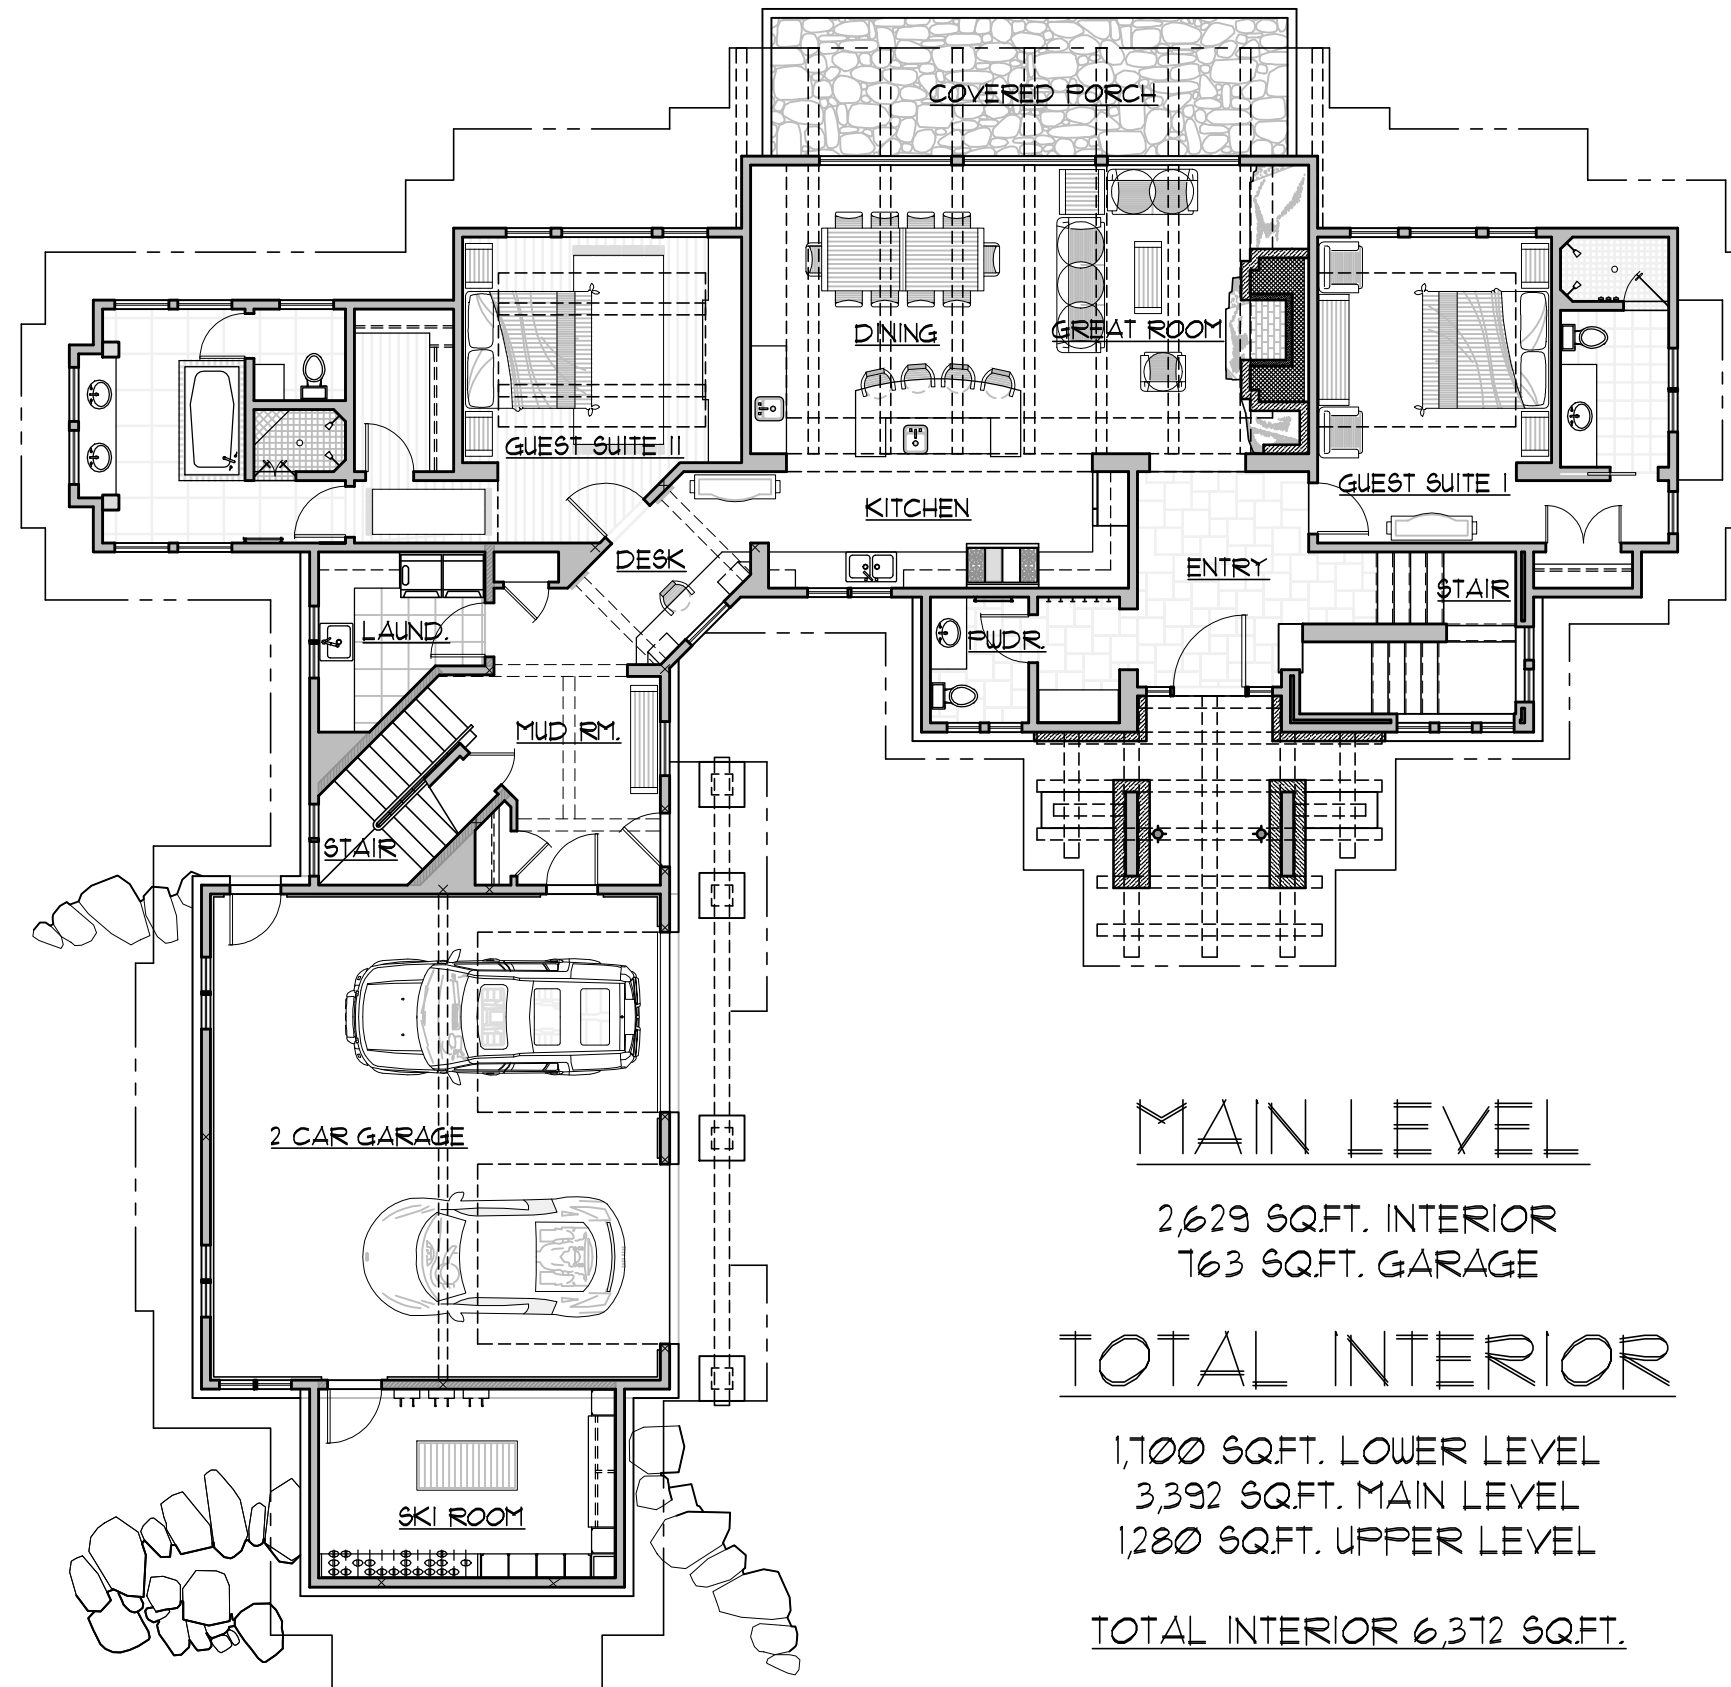 COVERED PORCH
DINING
GREAT ROOM
GUEST SUITE II
GUEST SUITE I
KITCHEN
DESK
ENTRY
STAIR
LAUND.
PWDR.
MUD RM.
STAIR
2 CAR GARAGE
SKI ROOM
MAIN LEVEL
2,629 SQ.FT. INTERIOR
763 SQ.FT. GARAGE
TOTAL INTERIOR
1,700 SQ.FT. LOWER LEVEL
3,392 SQ.FT. MAIN LEVEL
1,280 SQ.FT. UPPER LEVEL
TOTAL INTERIOR 6,372 SQ.FT.